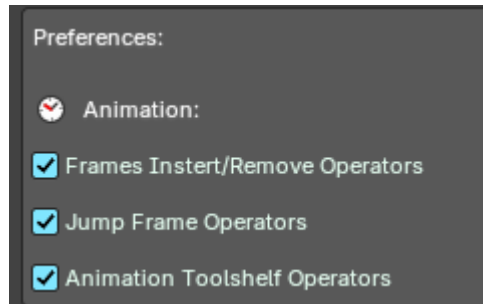 Preferences:
Animation:
Frames Instert/Remove Operators
Jump Frame Operators
Animation Toolshelf Operators